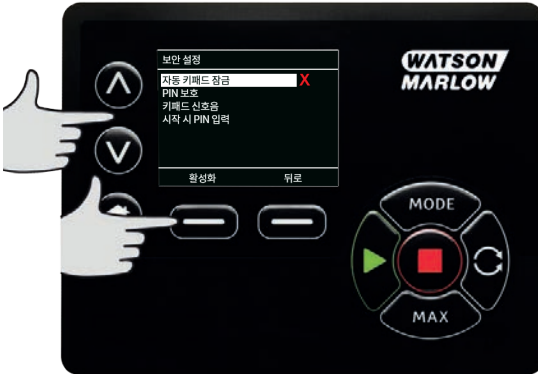 보안 설정
자동 키패드 잠금 X
PIN 보호
키패드 신호음
시작 시 PIN 입력
활성화 뒤로
WATSON
MARLOW
MODE
MAX